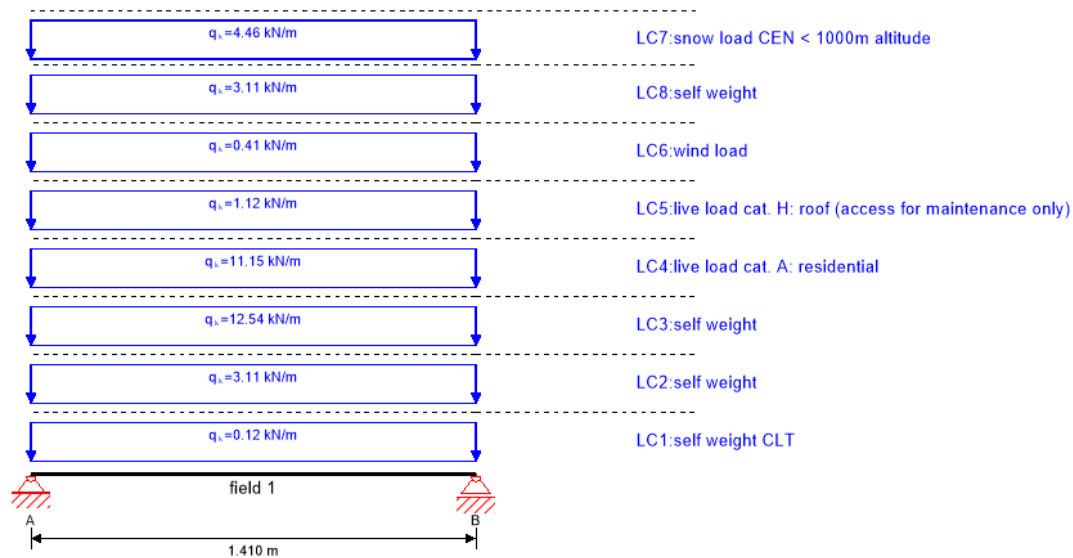 qk=4.46 kN/m LC7:snow load CEN < 1000m altitude
qk=3.11 kN/m LC8:self weight
qk=0.41 kN/m LC6:wind load
qk=1.12 kN/m LC5:live load cat. H: roof (access for maintenance only)
qk=11.15 kN/m LC4:live load cat. A: residential
qk=12.54 kN/m LC3:self weight
qk=3.11 kN/m LC2:self weight
qk=0.12 kN/m LC1:self weight CLT
field 1
A B
1.410 m